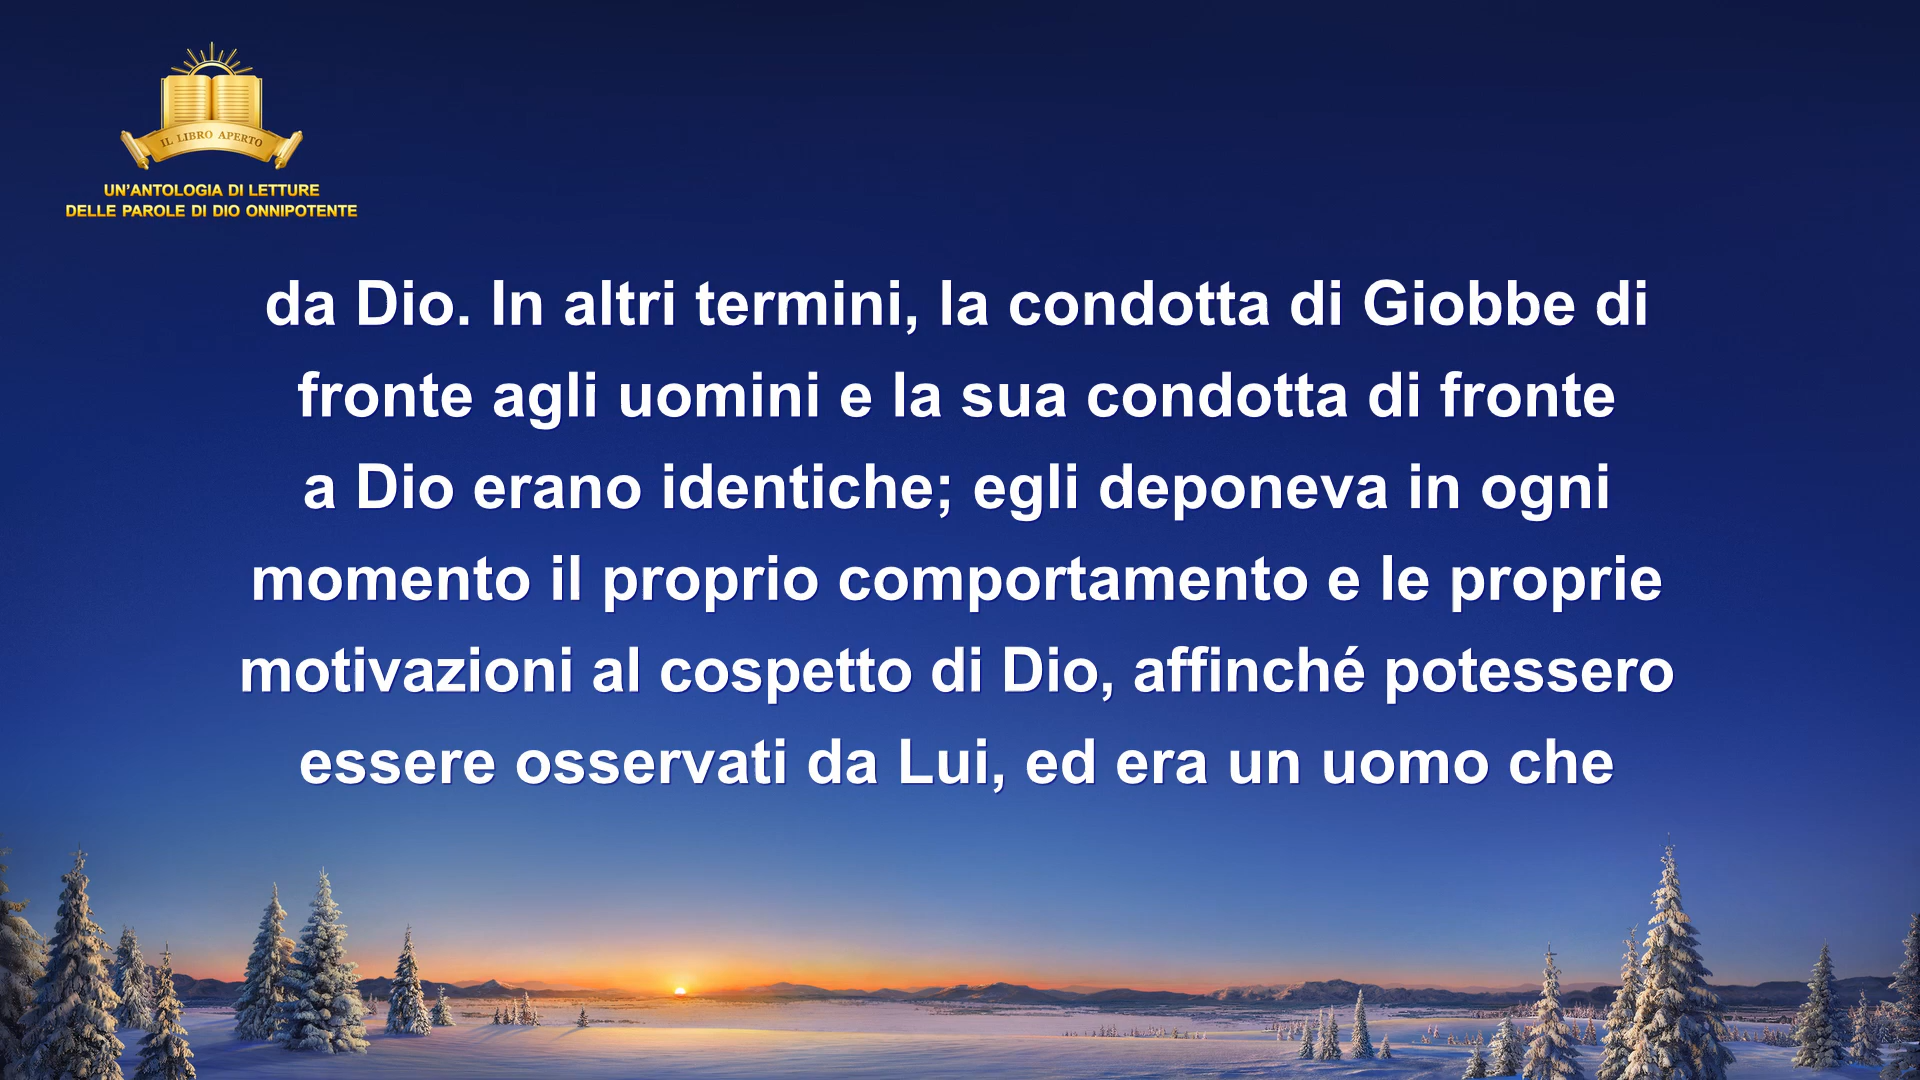 IL LIBRO APERTO
UN'ANTOLOGIA DI LETTURE
DELLE PAROLE DI DIO ONNIPOTENTE
da Dio. In altri termini, la condotta di Giobbe di
fronte agli uomini e la sua condotta di fronte
a Dio erano identiche; egli deponeva in ogni
momento il proprio comportamento e le proprie
motivazioni al cospetto di Dio, affinché potessero
essere osservati da Lui, ed era un uomo che